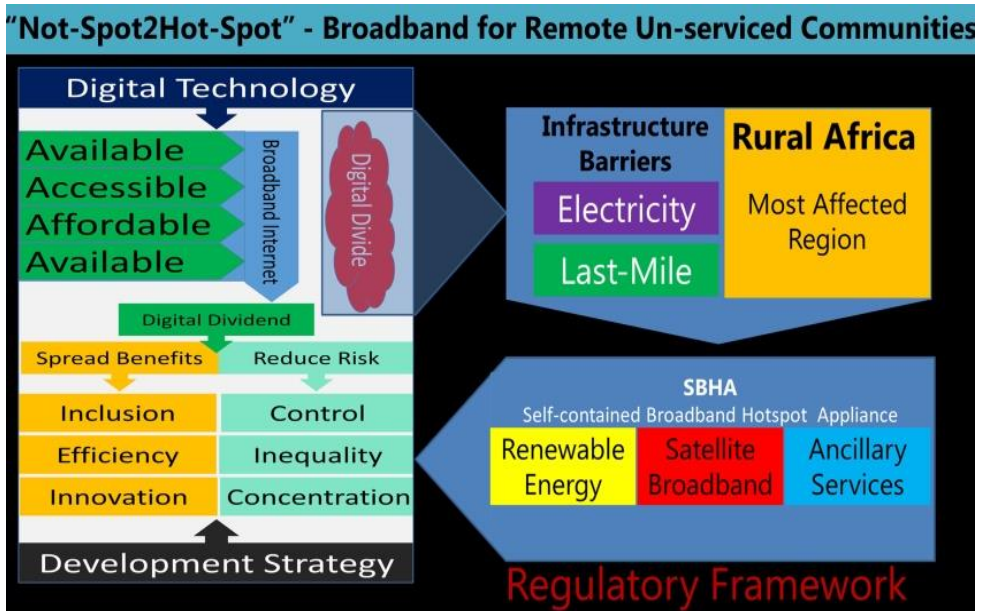 “Not-Spot2Hot-Spot” - Broadband for Remote Un-serviced Communities
Digital Technology
Available
Accessible
Affordable
Available
Broadband Internet
Digital Divide
Digital Dividend
Spread Benefits
Reduce Risk
Inclusion
Control
Efficiency
Inequality
Innovation
Concentration
Development Strategy
Infrastructure
Barriers
Electricity
Last-Mile
Rural Africa
Most Affected
Region
SBHA
Self-contained Broadband Hotspot Appliance
Renewable
Energy
Satellite
Broadband
Ancillary
Services
Regulatory Framework